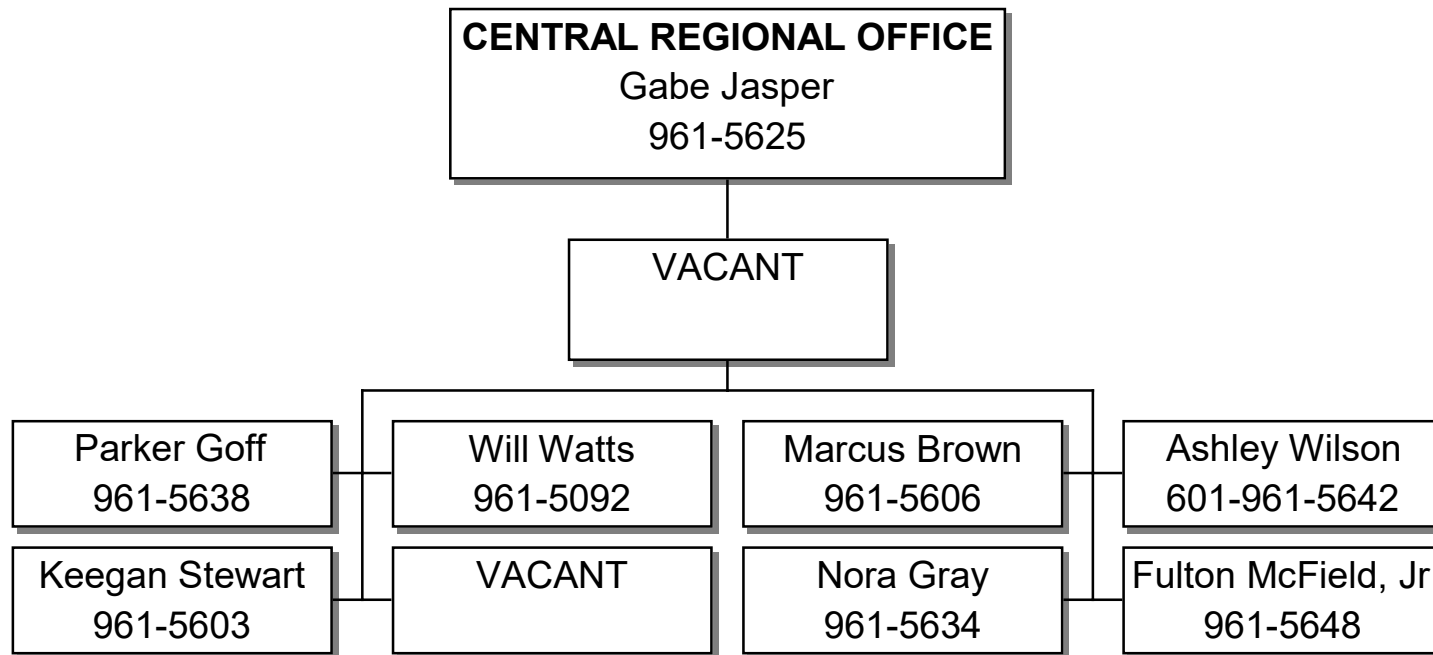 CENTRAL REGIONAL OFFICE
Gabe Jasper
961-5625
VACANT
Parker Goff
961-5638
Will Watts
961-5092
Marcus Brown
961-5606
Ashley Wilson
601-961-5642
Keegan Stewart
961-5603
VACANT
Nora Gray
961-5634
Fulton McField, Jr
961-5648